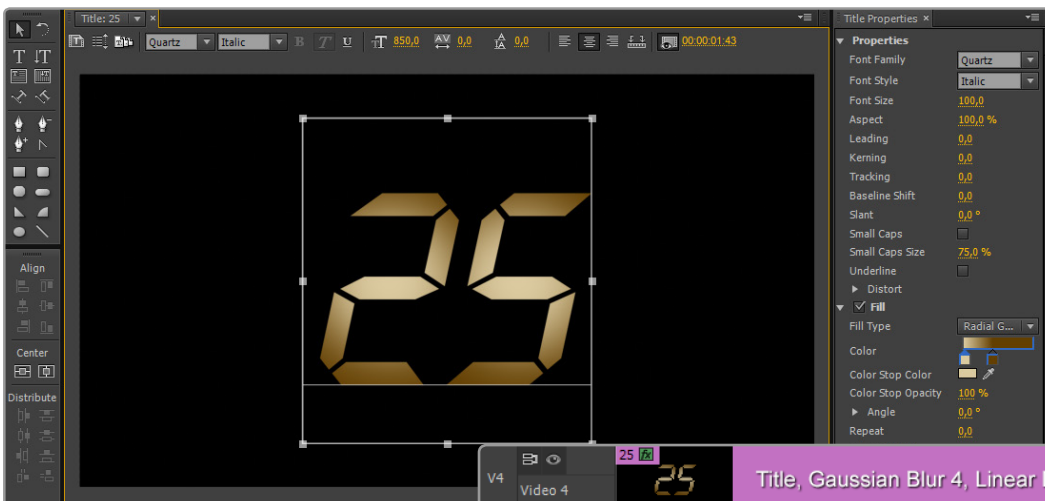 Title: 25
Title Properties
Quartz Italic B T U T 850,0 AV 0,0 A 0,0 00:00:01:43
T IT
Properties
Font Family Quartz
Font Style Italic
Font Size 100,0
Aspect 100,0 %
Leading 0,0
Kerning 0,0
Tracking 0,0
Baseline Shift 0,0
Slant 0,0 °
Small Caps
Small Caps Size 75,0 %
Underline
Distort
Fill
Fill Type Radial G...
Color
Color Stop Color
Color Stop Opacity 100 %
Angle 0,0 °
Repeat 0,0
25
Align
Center
Distribute
V4
Video 4
25 fx
25
Title, Gaussian Blur 4, Linear